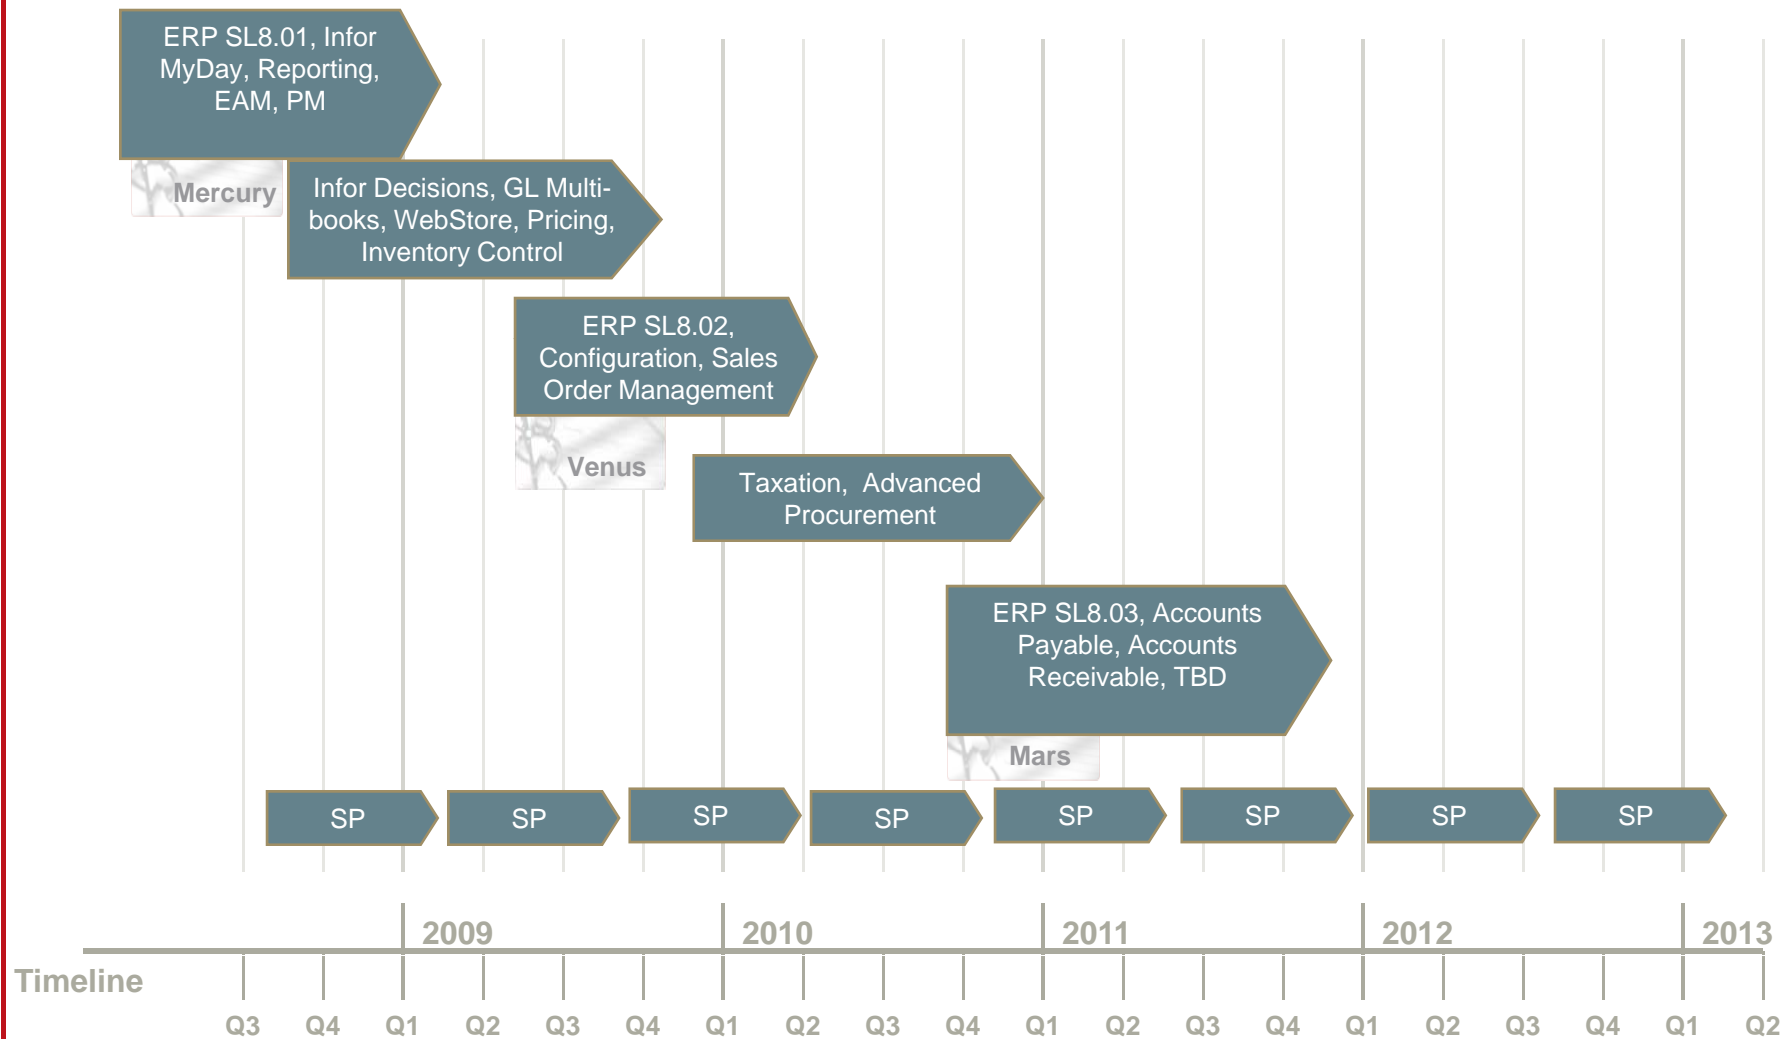 ERP SL8.01, Infor
MyDay, Reporting,
EAM, PM
Mercury
Infor Decisions, GL Multi-
books, WebStore, Pricing,
Inventory Control
ERP SL8.02,
Configuration, Sales
Order Management
Venus
Taxation,  Advanced
Procurement
ERP SL8.03, Accounts
Payable, Accounts
Receivable, TBD
Mars
SP SP SP SP SP SP SP SP
2009 2010 2011 2012 2013
Timeline
Q3 Q4 Q1 Q2 Q3 Q4 Q1 Q2 Q3 Q4 Q1 Q2 Q3 Q4 Q1 Q2 Q3 Q4 Q1 Q2